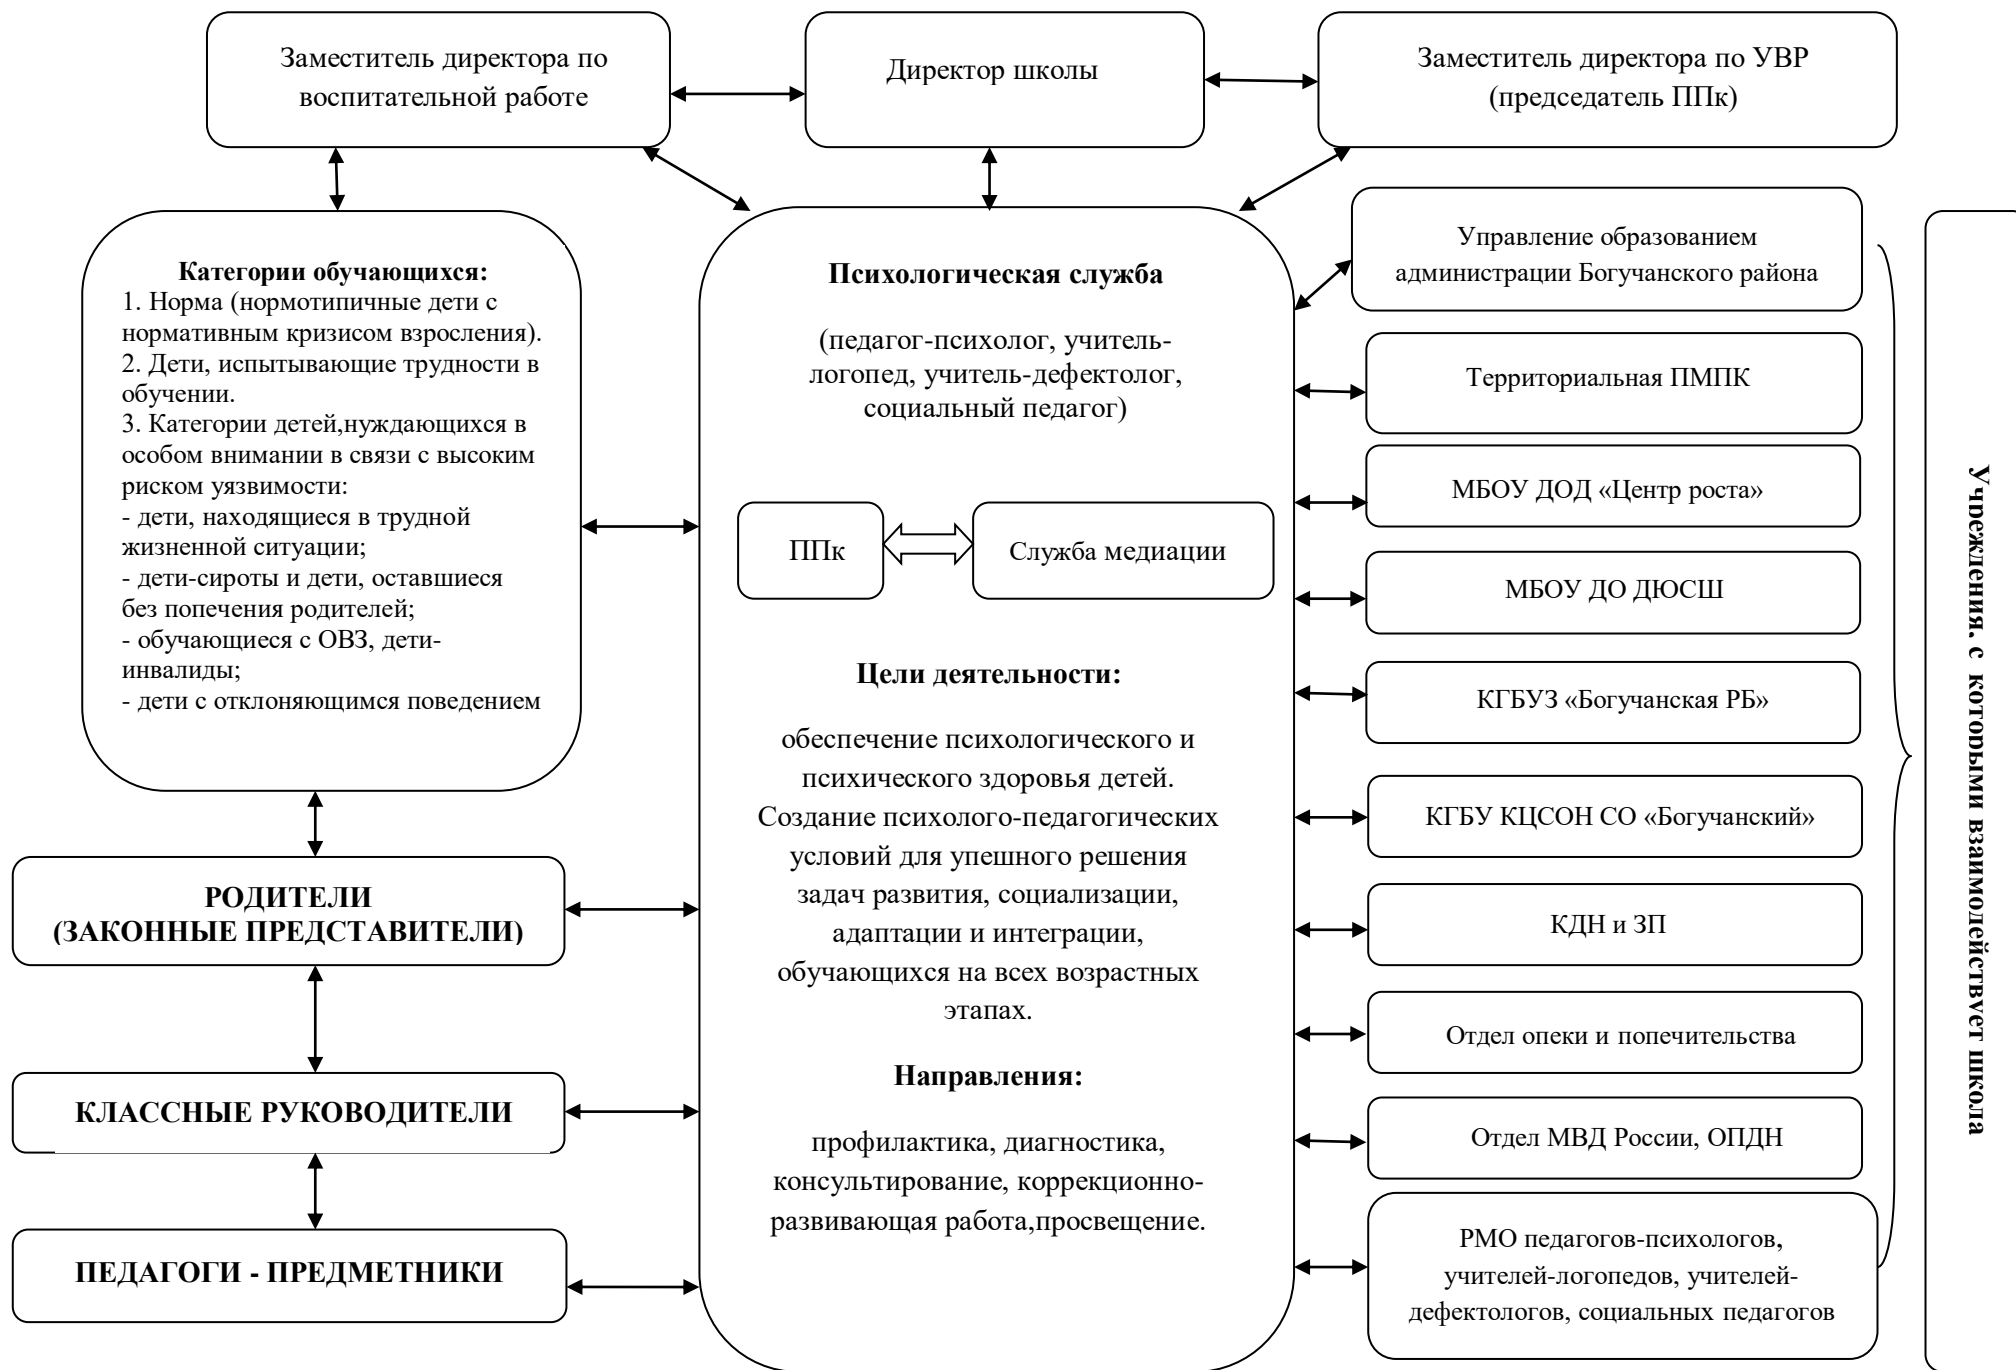 Заместитель директора по
воспитательной работе
Директор школы
Заместитель директора по УВР
(председатель ППк)
Категории обучающихся:
1. Норма (нормотипичные дети с
нормативным кризисом взросления).
2. Дети, испытывающие трудности в
обучении.
3. Категории детей,нуждающихся в
особом внимании в связи с высоким
риском уязвимости:
- дети, находящиеся в трудной
жизненной ситуации;
- дети-сироты и дети, оставшиеся
без попечения родителей;
- обучающиеся с ОВЗ, дети-
инвалиды;
- дети с отклоняющимся поведением
РОДИТЕЛИ
(ЗАКОННЫЕ ПРЕДСТАВИТЕЛИ)
КЛАССНЫЕ РУКОВОДИТЕЛИ
ПЕДАГОГИ - ПРЕДМЕТНИКИ
Психологическая служба
(педагог-психолог, учитель-
логопед, учитель-дефектолог,
социальный педагог)
ППк
Служба медиации
Цели деятельности:
обеспечение психологического и
психического здоровья детей.
Создание психолого-педагогических
условий для упешного решения
задач развития, социализации,
адаптации и интеграции,
обучающихся на всех возрастных
этапах.
Направления:
профилактика, диагностика,
консультирование, коррекционно-
развивающая работа,просвещение.
Управление образованием
администрации Богучанского района
Территориальная ПМПК
МБОУ ДОД «Центр роста»
МБОУ ДО ДЮСШ
КГБУЗ «Богучанская РБ»
КГБУ КЦСОН СО «Богучанский»
КДН и ЗП
Отдел опеки и попечительства
Отдел МВД России, ОПДН
РМО педагогов-психологов,
учителей-логопедов, учителей-
дефектологов, социальных педагогов
Учреждения, с которыми взаимодействует школа